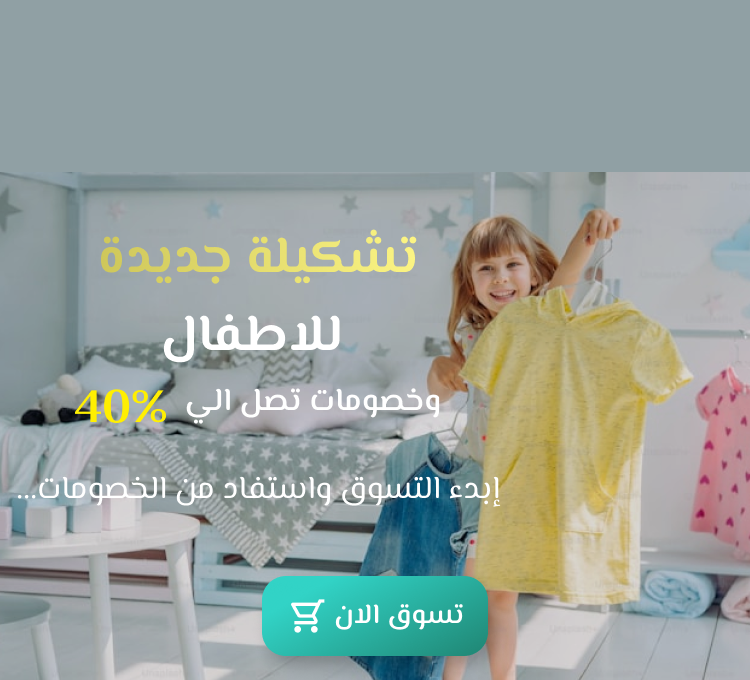 تشكيلة جديدة
للاطفال
وخصومات تصل الي 40%
إبدء التسوق واستفاد من الخصومات...
تسوق الان